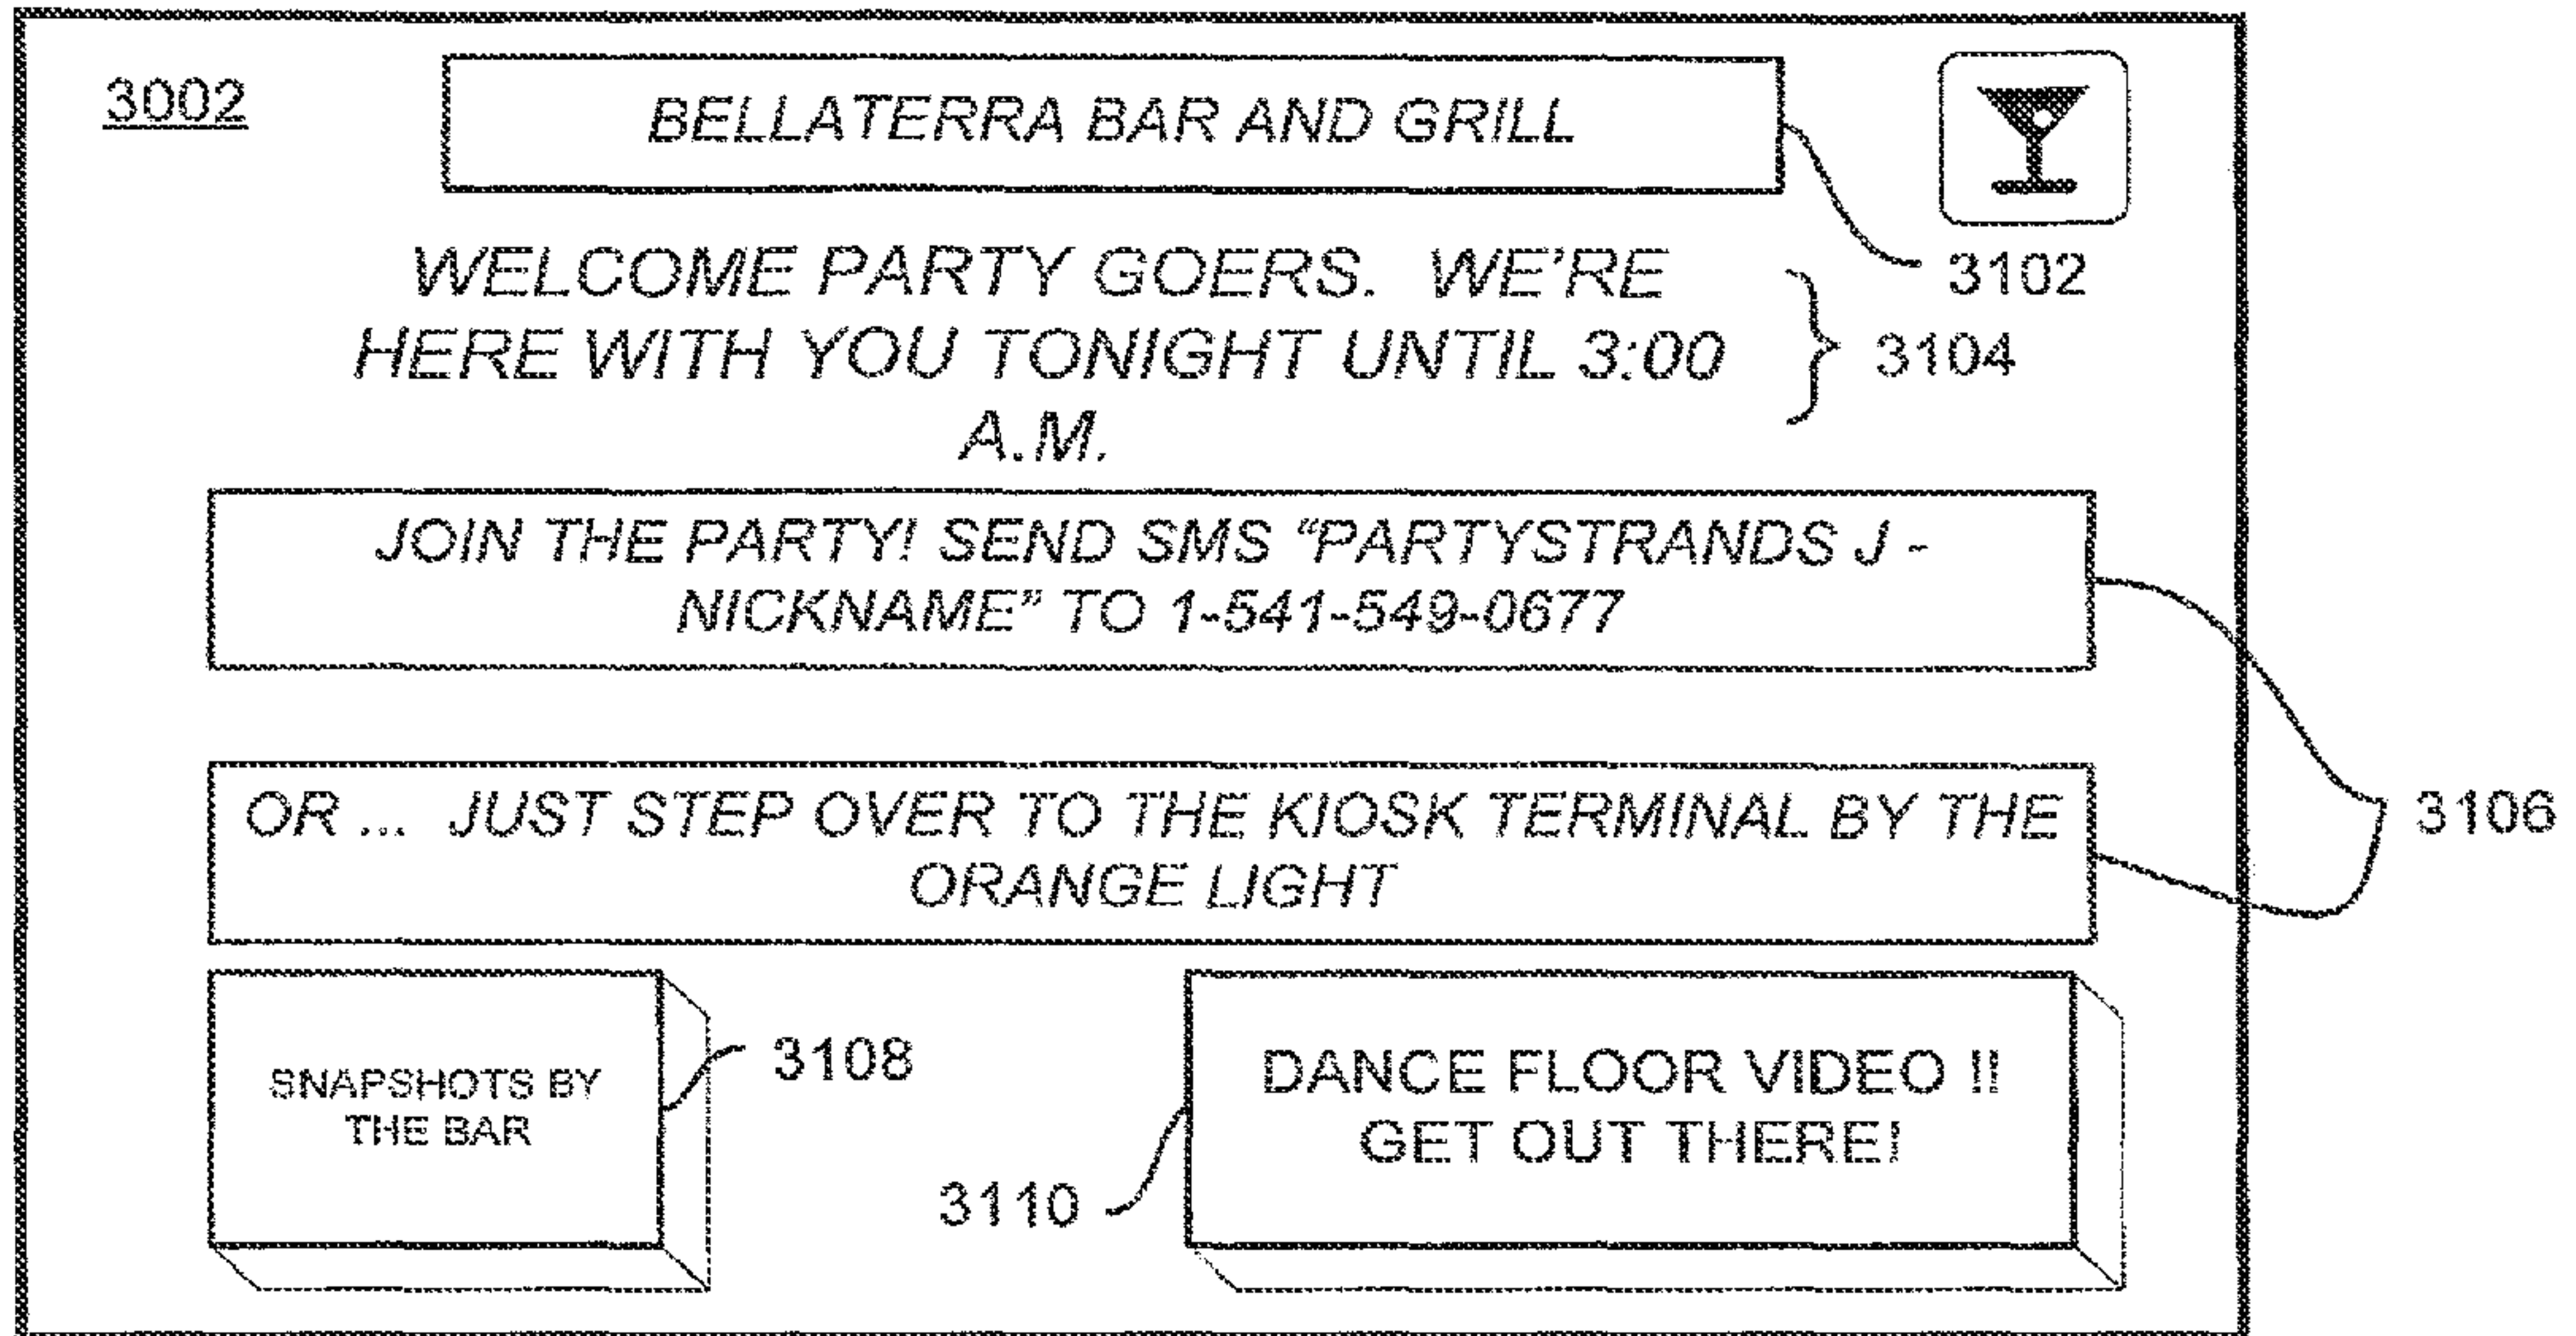 3002
BELLATERRA BAR AND GRILL
3102
WELCOME PARTY GOERS. WE'RE
HERE WITH YOU TONIGHT UNTIL 3:00
A.M.
3104
JOIN THE PARTY! SEND SMS “PARTYSTRANDS J -
NICKNAME” TO 1-541-549-0677
3106
OR ... JUST STEP OVER TO THE KIOSK TERMINAL BY THE
ORANGE LIGHT
SNAPSHOTS BY
THE BAR
3108
DANCE FLOOR VIDEO !!
GET OUT THERE!
3110